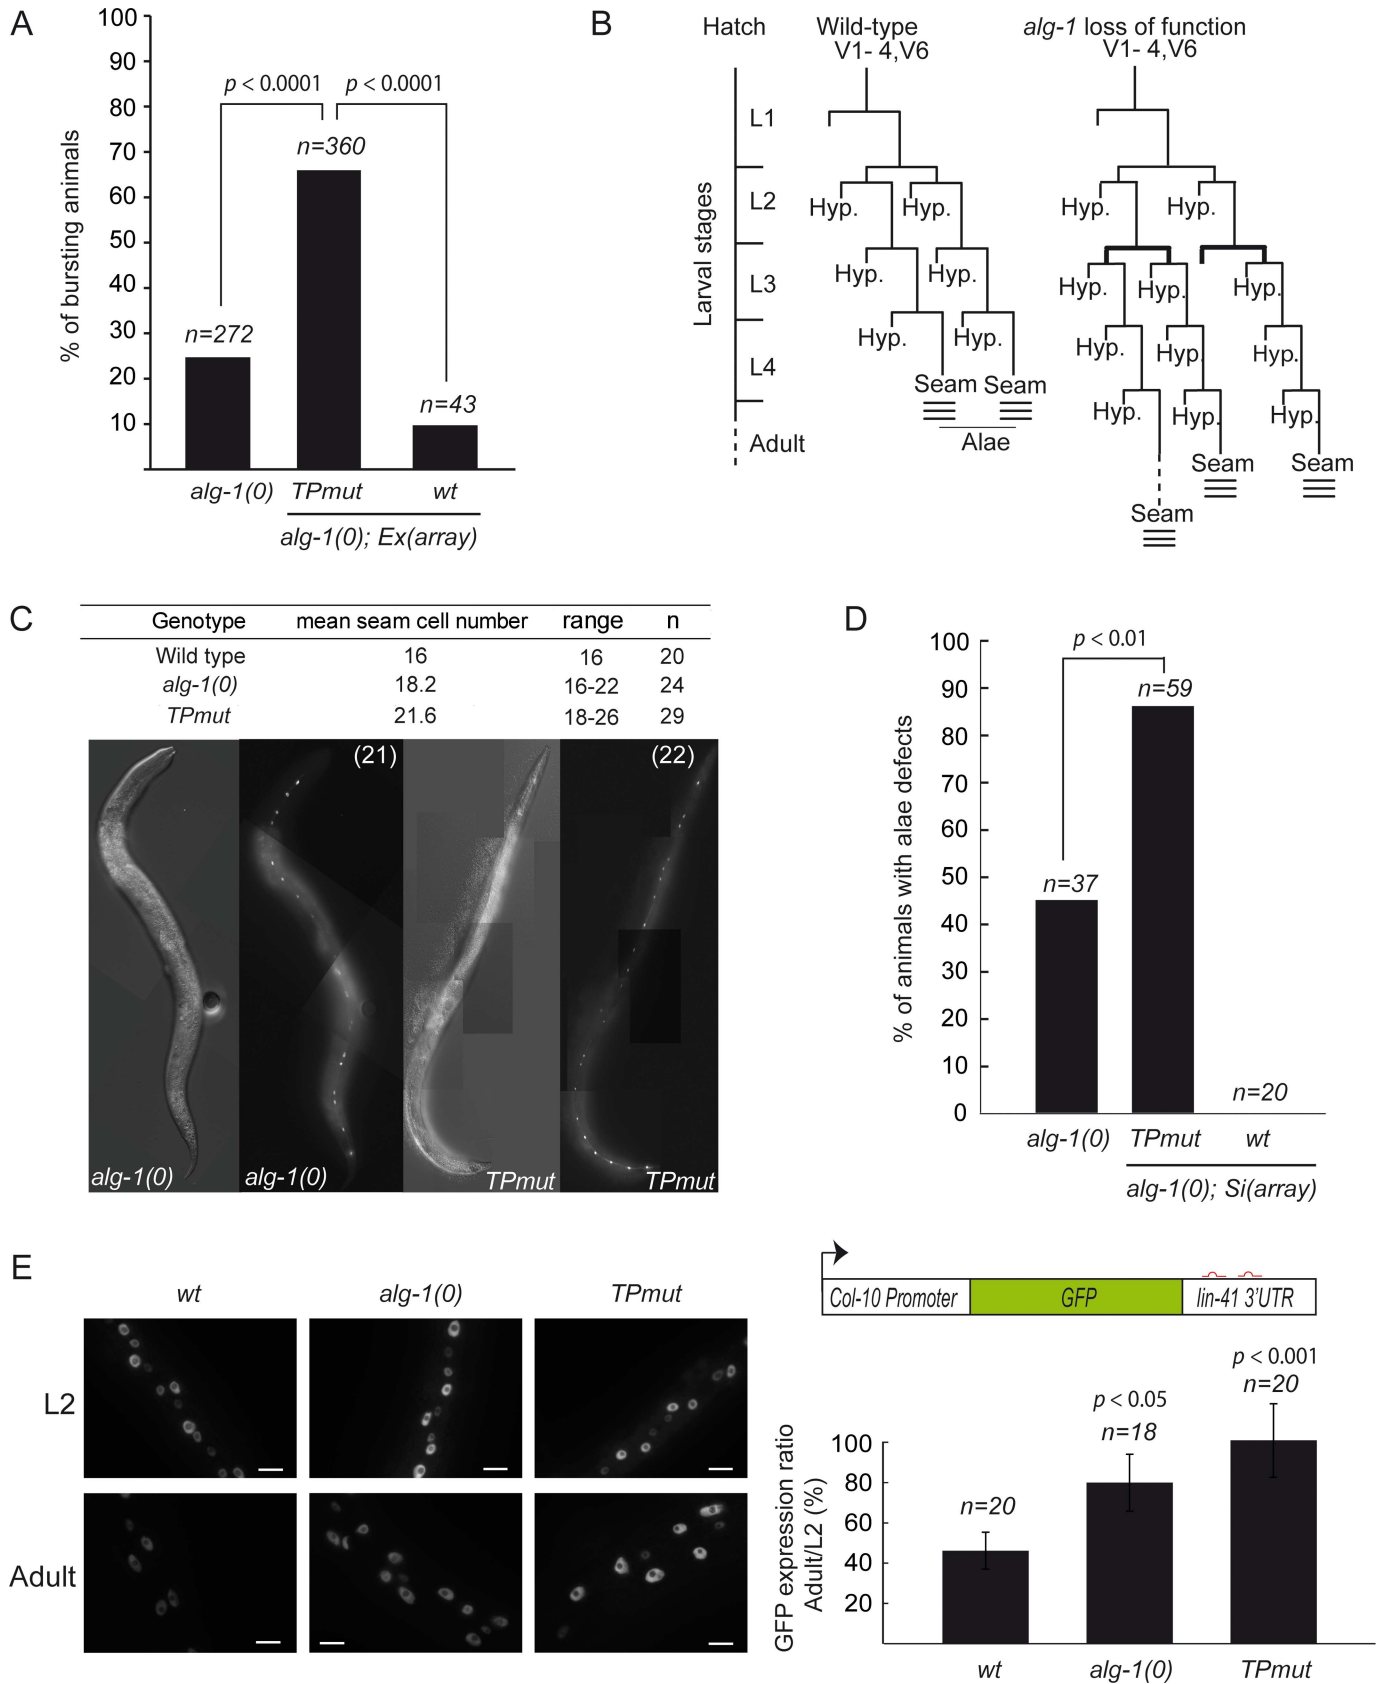 A
% of bursting animals
100
90
80
70
60
50
40
30
20
10
p < 0.0001 p < 0.0001
n=360
n=272
n=43
alg-1(0) TPmut wt
alg-1(0); Ex(array)
B
Hatch
Larval stages
L1
L2
L3
L4
Adult
Wild-type
V1- 4,V6
Hyp. Hyp.
Hyp. Hyp.
Hyp. Hyp.
Seam Seam
Alae
alg-1 loss of function
V1- 4,V6
Hyp. Hyp.
Hyp. Hyp. Hyp.
Hyp. Hyp. Hyp.
Hyp. Hyp. Hyp.
Seam Seam
Seam
C
Genotype mean seam cell number range n
Wild type 16 16 20
alg-1(0) 18.2 16-22 24
TPmut 21.6 18-26 29
(21) (22)
alg-1(0) alg-1(0) TPmut TPmut
D
% of animals with alae defects
100
90
80
70
60
50
40
30
20
10
0
p < 0.01
n=59
n=37
n=20
alg-1(0) TPmut wt
alg-1(0); Si(array)
E
wt alg-1(0) TPmut
L2
Adult
Col-10 Promoter GFP lin-41 3’UTR
GFP expression ratio
Adult/L2 (%)
100
80
60
40
20
p < 0.001
n=20
p < 0.05
n=18
n=20
wt alg-1(0) TPmut